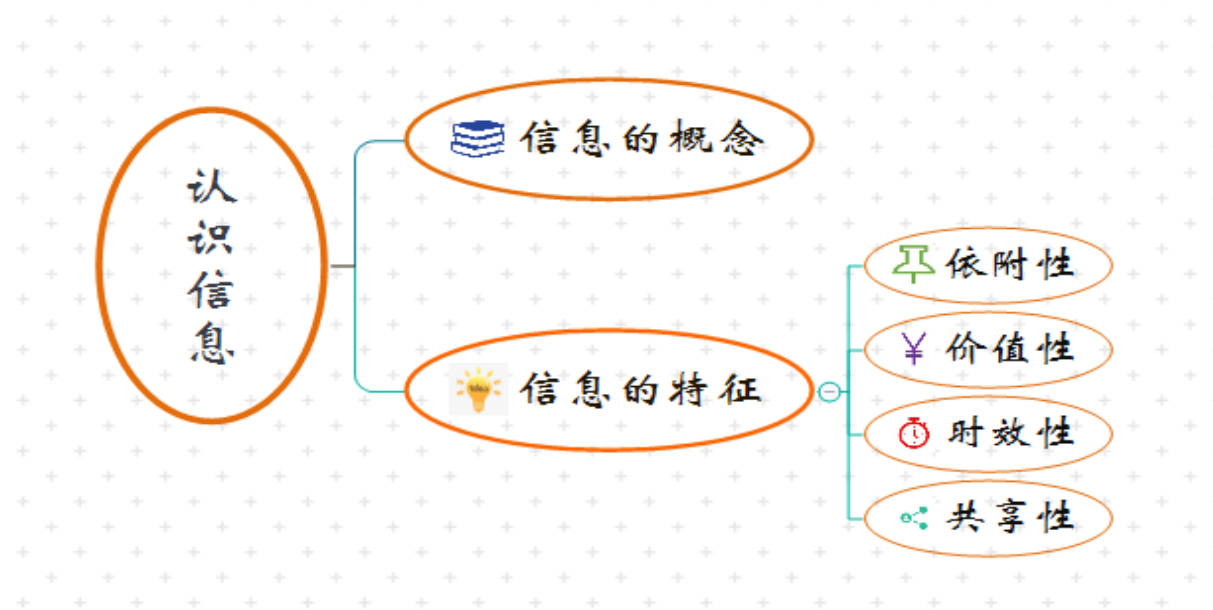 认识信息
信息的概念
信息的特征
依附性
价值性
时效性
共享性